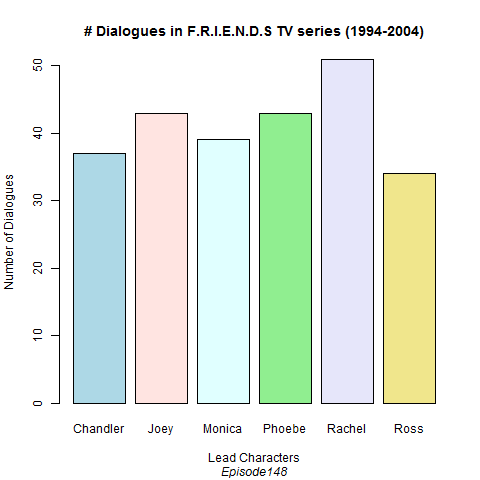 # Dialogues in F.R.I.E.N.D.S TV series (1994-2004)
Number of Dialogues
50
40
30
20
10
0
Chandler Joey Monica Phoebe Rachel Ross
Lead Characters
Episode148